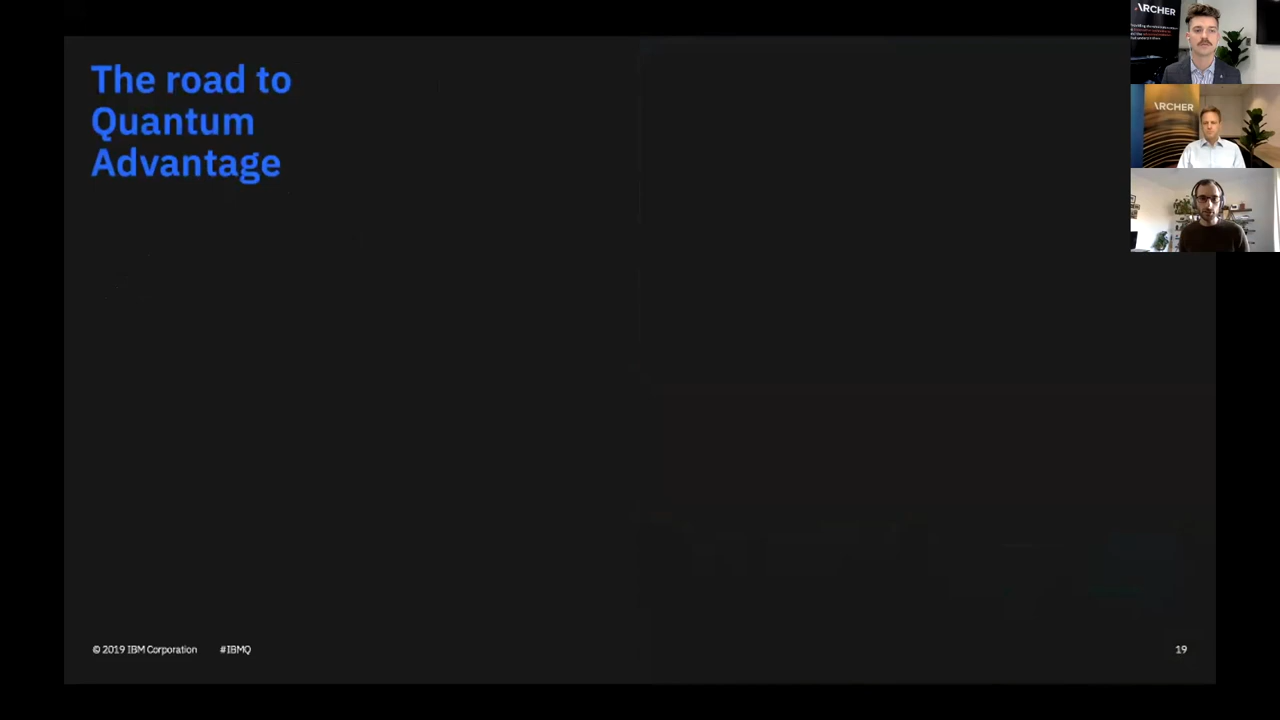 The road to
Quantum
Advantage
© 2019 IBM Corporation #IBMQ
19
ARCHER
ARCHER